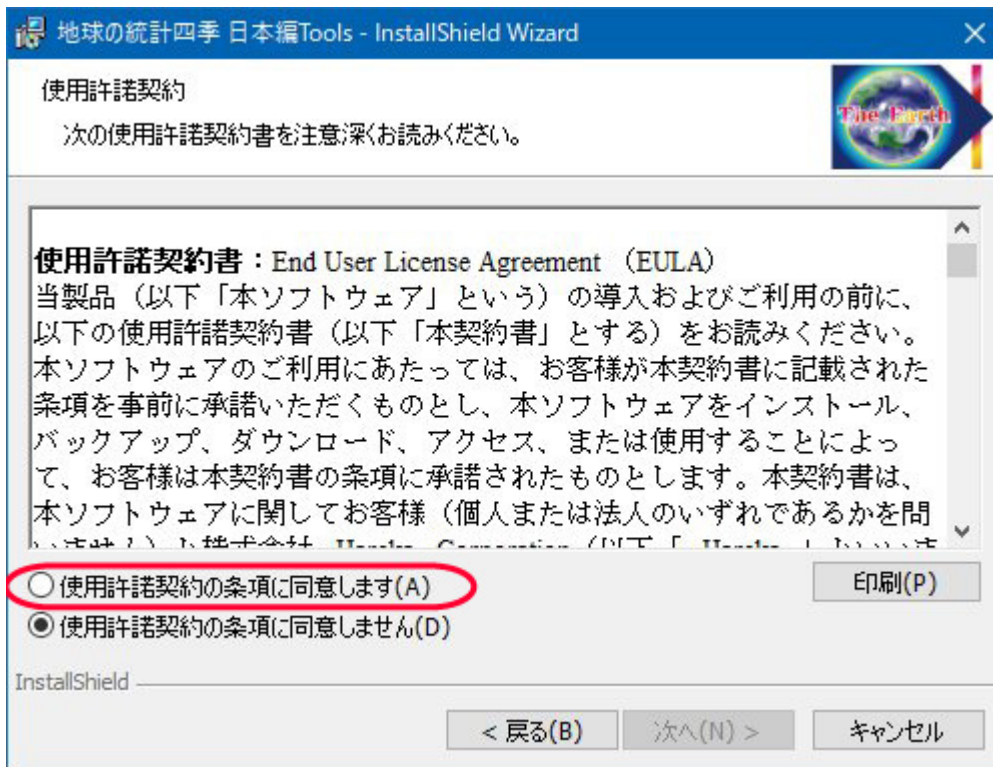 地球の統計四季 日本編Tools - InstallShield Wizard
使用許諾契約
次の使用許諾契約書を注意深くお読みください。
The Earth
使用許諾契約書：End User License Agreement （EULA）
当製品（以下「本ソフトウェア」という）の導入およびご利用の前に、
以下の使用許諾契約書（以下「本契約書」とする）をお読みください。
本ソフトウェアのご利用にあたっては、お客様が本契約書に記載された
条項を事前に承諾いただくものとし、本ソフトウェアをインストール、
バックアップ、ダウンロード、アクセス、または使用することによっ
て、お客様は本契約書の条項に承諾されたものとします。本契約書は、
本ソフトウェアに関してお客様（個人または法人のいずれであるかを問
使用許諾契約の条項に同意します(A)
印刷(P)
使用許諾契約の条項に同意しません(D)
InstallShield
< 戻る(B)
次へ(N) >
キャンセル